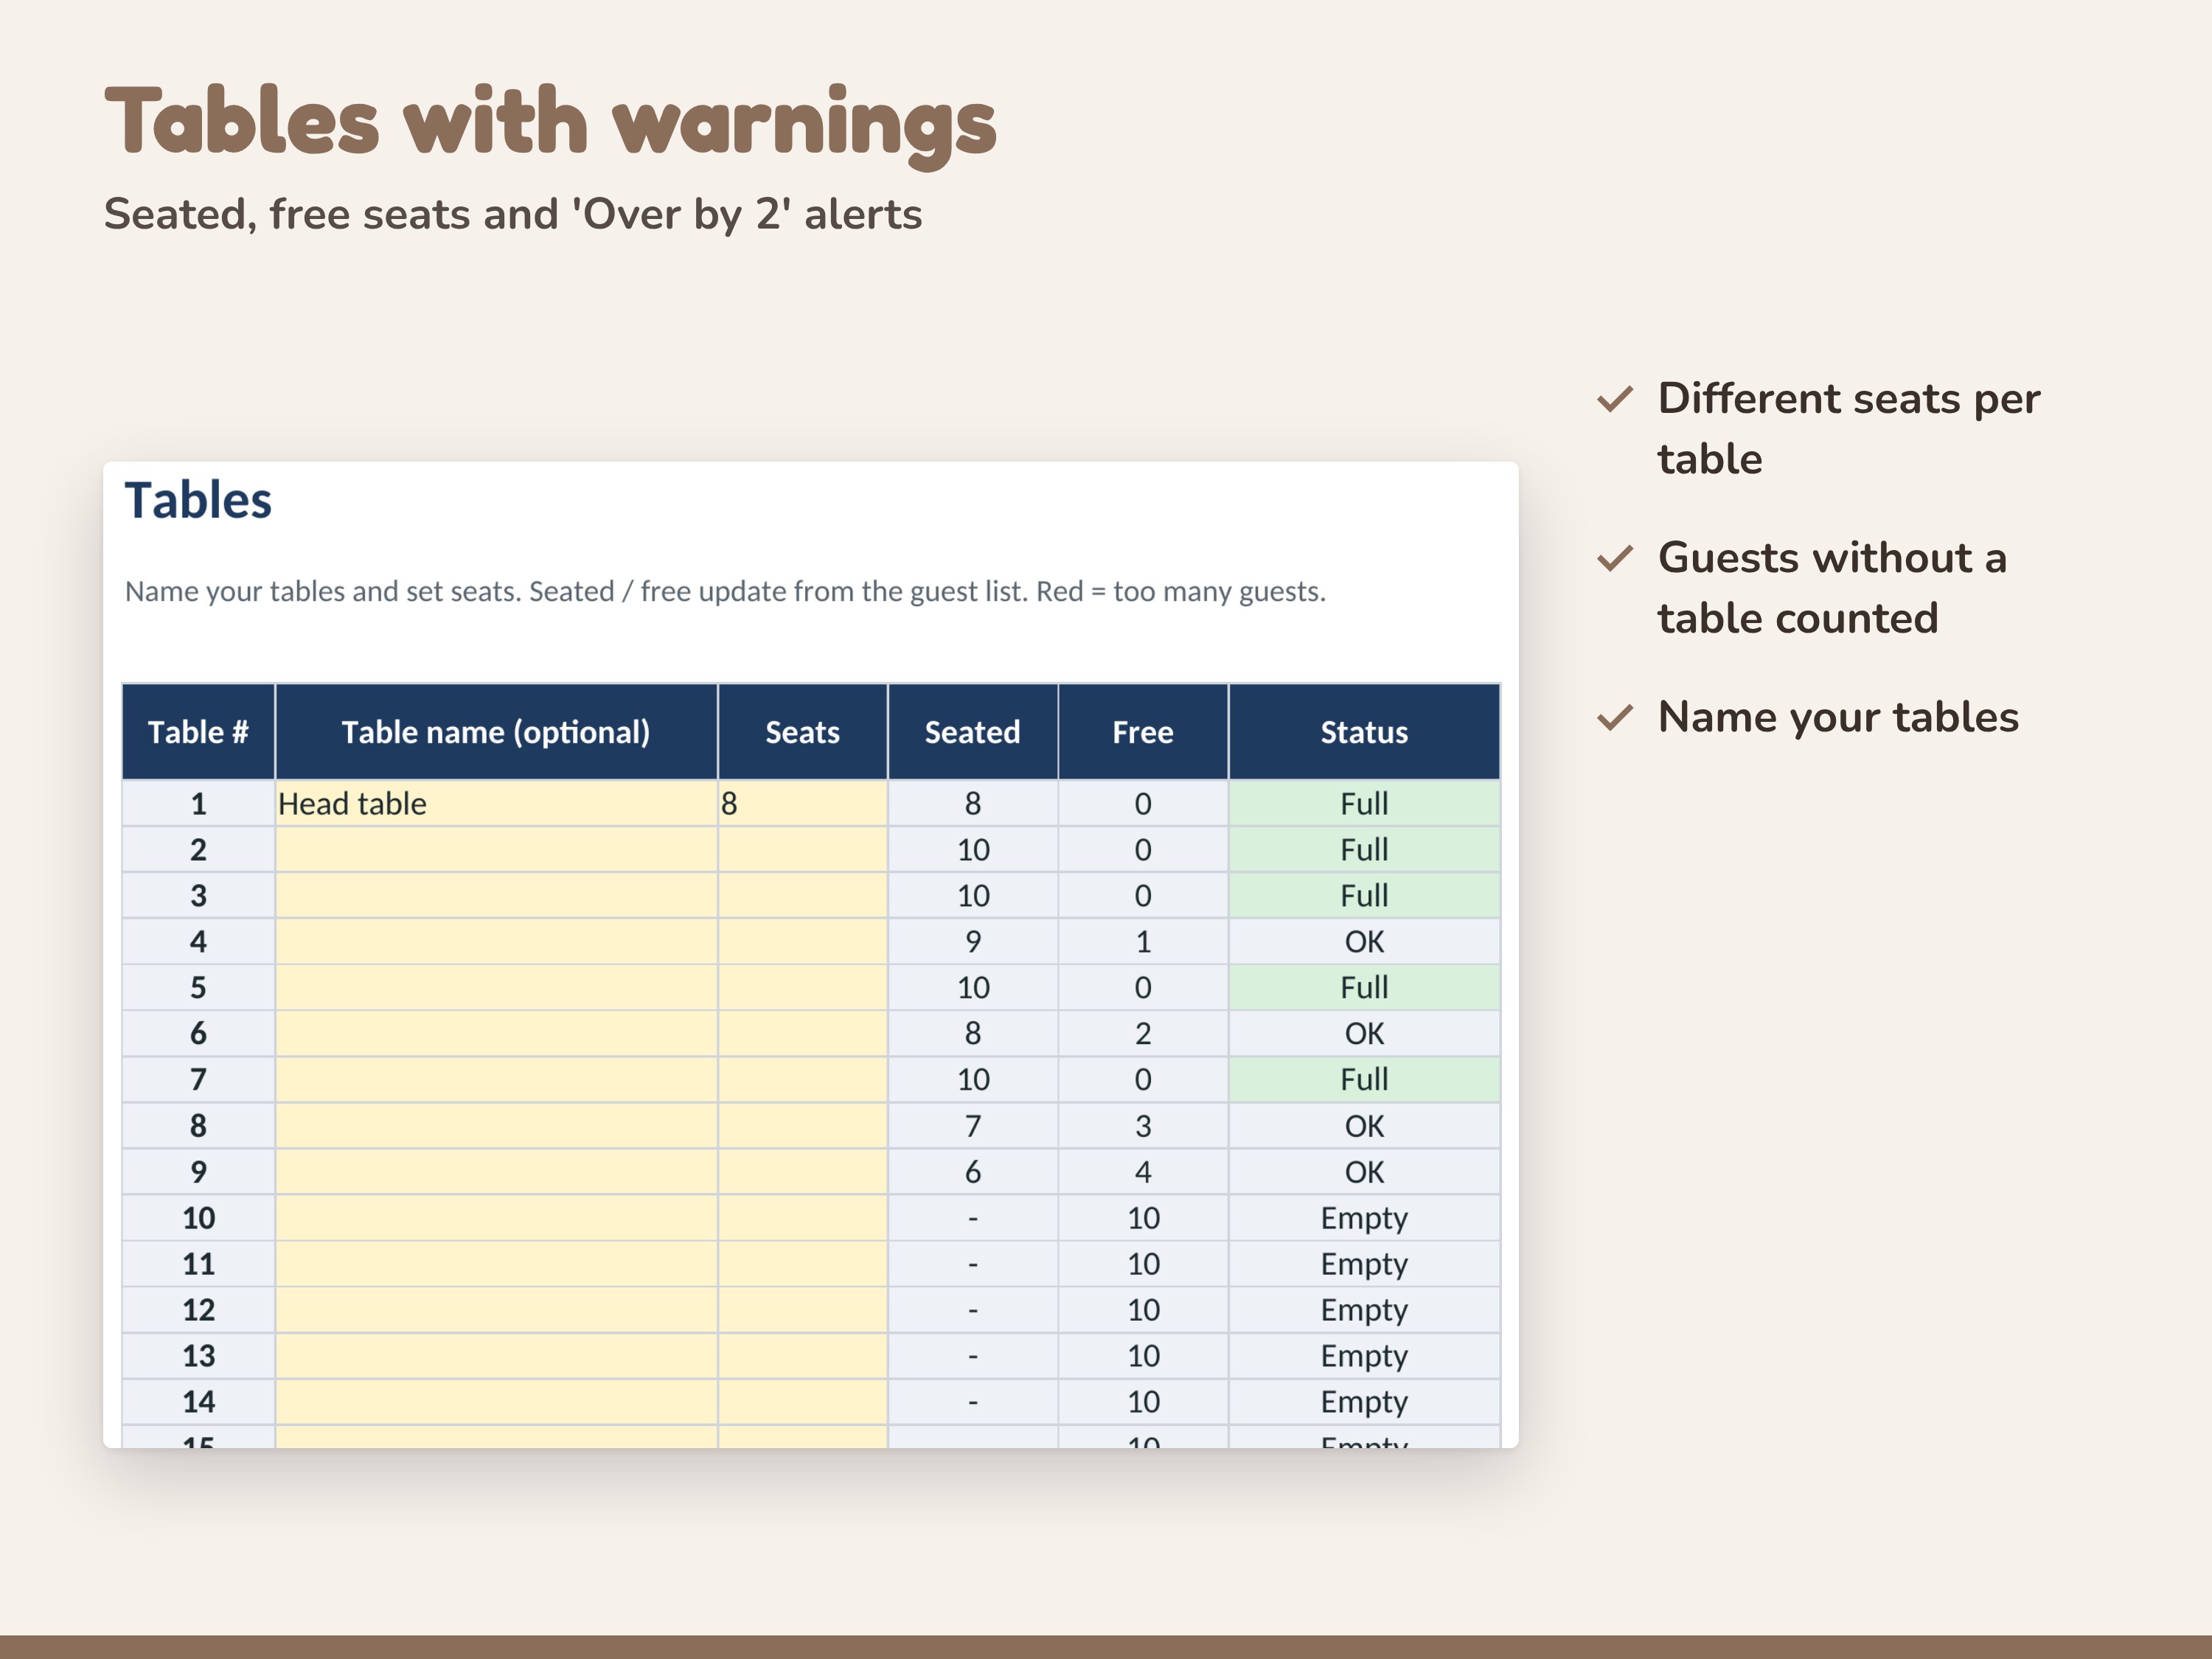 Tables with warnings
Seated, free seats and 'Over by 2' alerts
Tables
Name your tables and set seats. Seated / free update from the guest list. Red = too many guests.
Table # Table name (optional) Seats Seated Free Status
1 Head table 8 8 0 Full
2 10 0 Full
3 10 0 Full
4 9 1 OK
5 10 0 Full
6 8 2 OK
7 10 0 Full
8 7 3 OK
9 6 4 OK
10 - 10 Empty
11 - 10 Empty
12 - 10 Empty
13 - 10 Empty
14 - 10 Empty
15 10 Empty
Different seats per
table
Guests without a
table counted
Name your tables